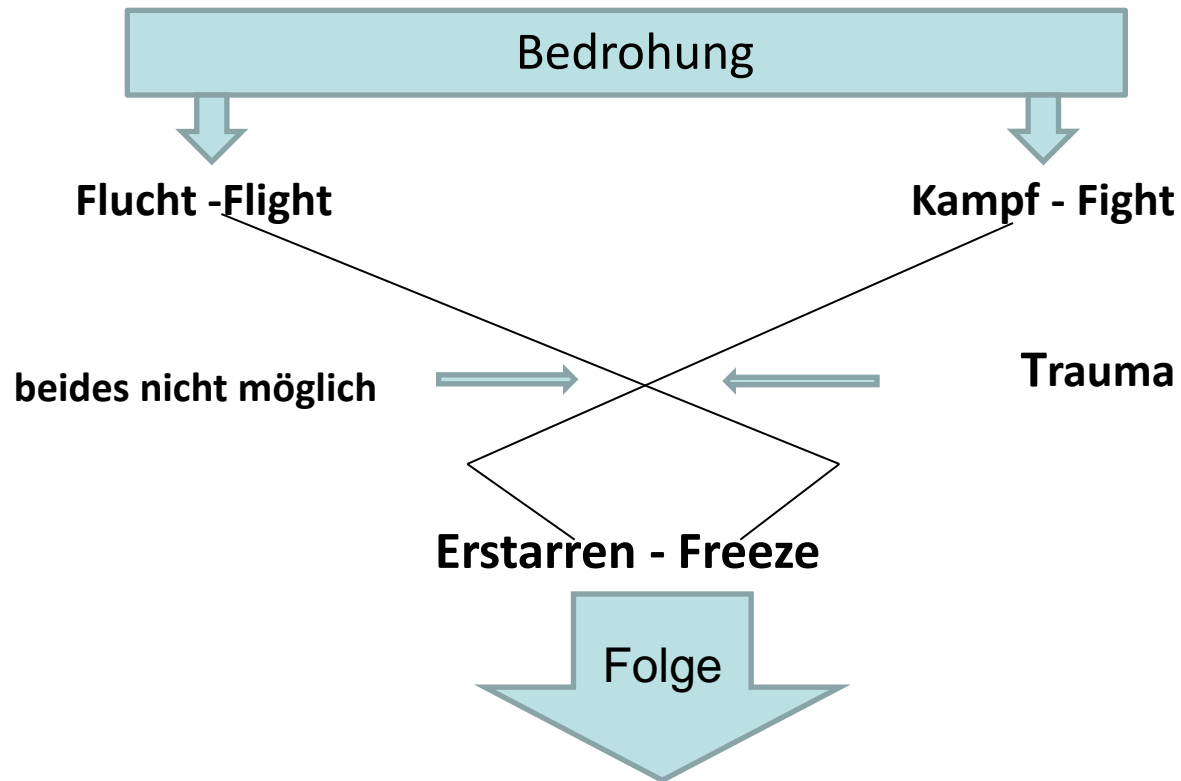 Bedrohung
Flucht -Flight
Kampf - Fight
beides nicht möglich
Trauma
Erstarren - Freeze
Folge